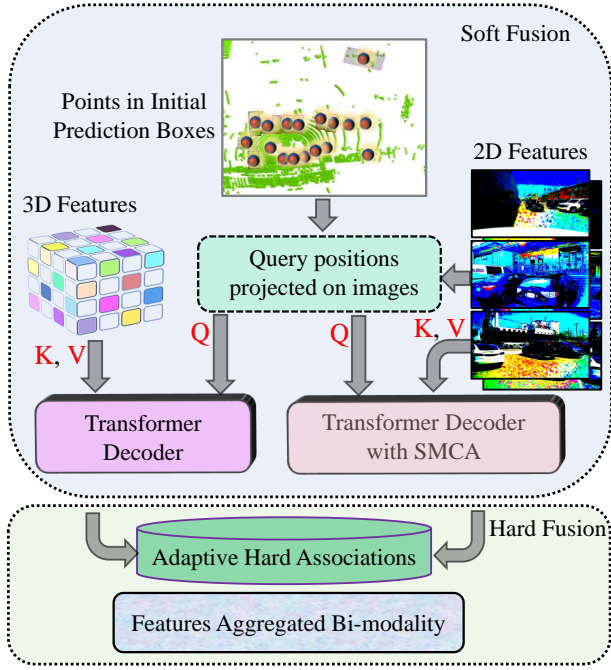 Soft Fusion
Points in Initial
Prediction Boxes
2D Features
3D Features
Query positions
projected on images
K, V
Q
Q
K, V
Transformer
Decoder
Transformer Decoder
with SMCA
Hard Fusion
Adaptive Hard Associations
Features Aggregated Bi-modality